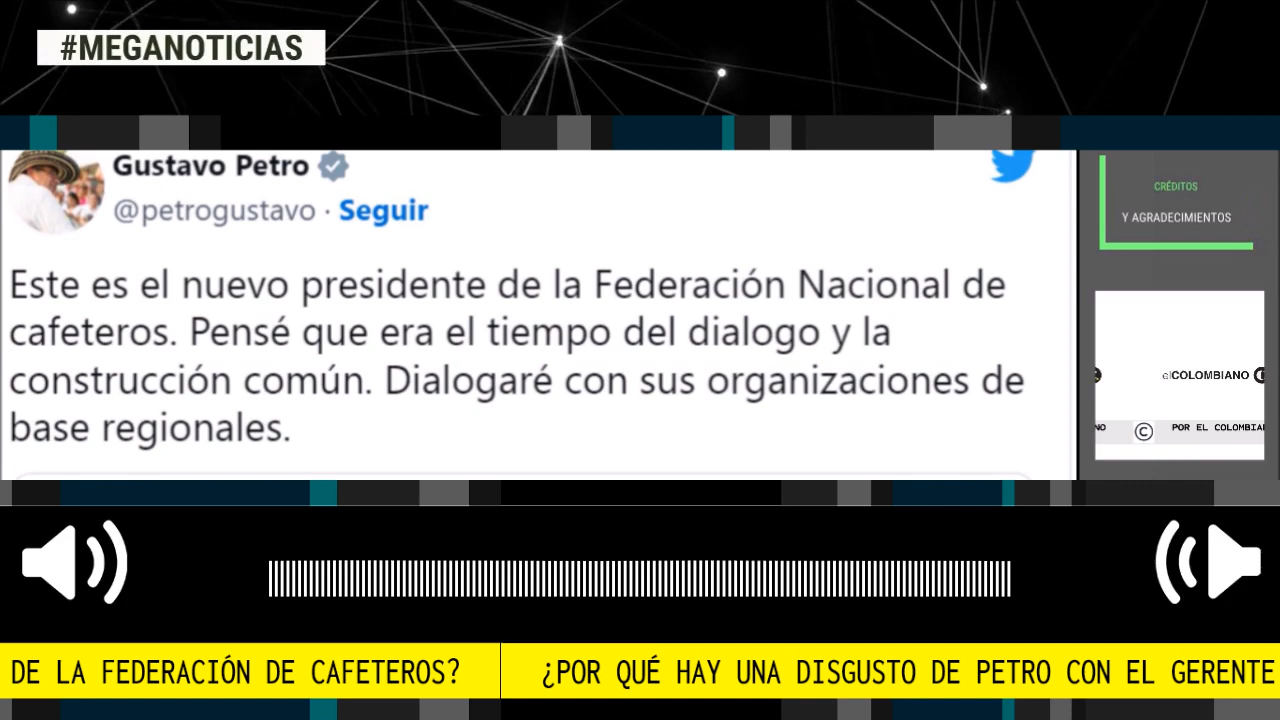 #MEGANOTICIAS
Gustavo Petro
@petrogustavo · Seguir
Este es el nuevo presidente de la Federación Nacional de
cafeteros. Pensé que era el tiempo del dialogo y la
construcción común. Dialogaré con sus organizaciones de
base regionales.
CRÉDITOS
Y AGRADECIMIENTOS
elCOLOMBIANO
NO © POR EL COLOMBIA
DE LA FEDERACIÓN DE CAFETEROS? ¿POR QUÉ HAY UNA DISGUSTO DE PETRO CON EL GERENTE